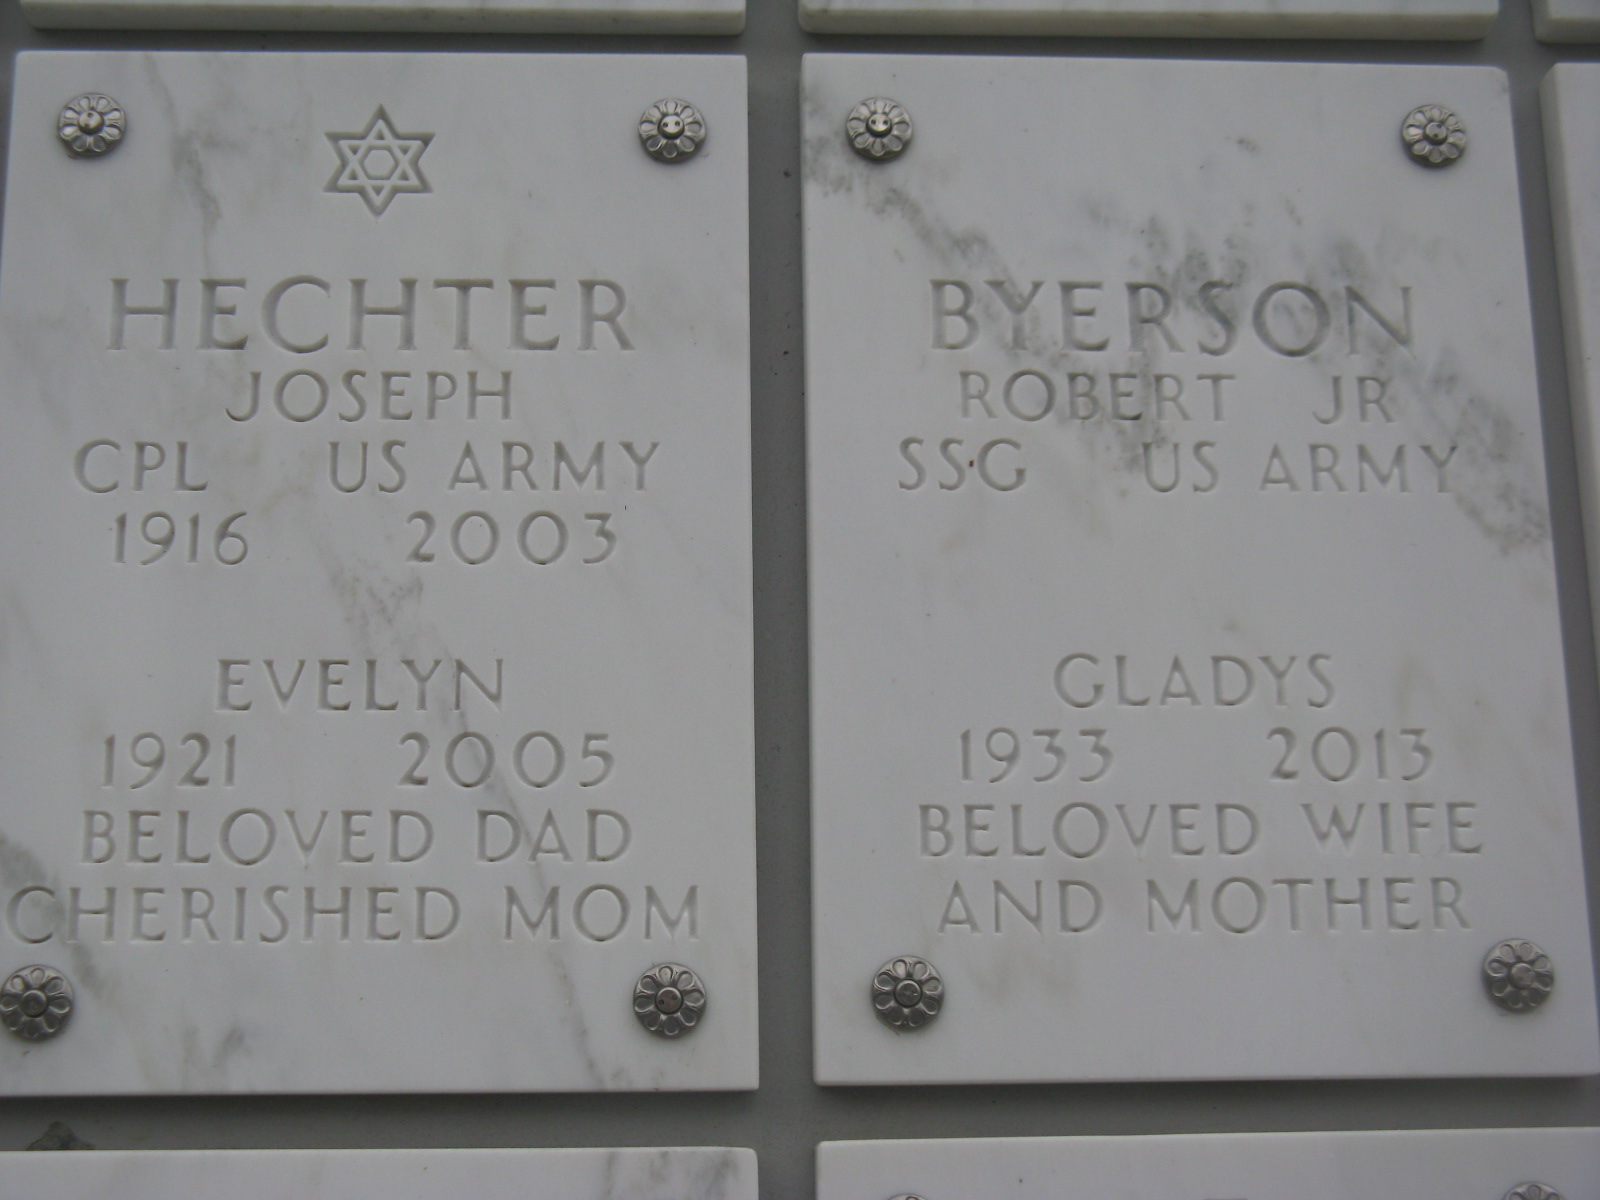 HECHTER
JOSEPH
CPL US ARMY
1916 2003
EVELYN
1921 2005
BELOVED DAD
CHERISHED MOM
BYERSON
ROBERT JR
SSG US ARMY
GLADYS
1933 2013
BELOVED WIFE
AND MOTHER